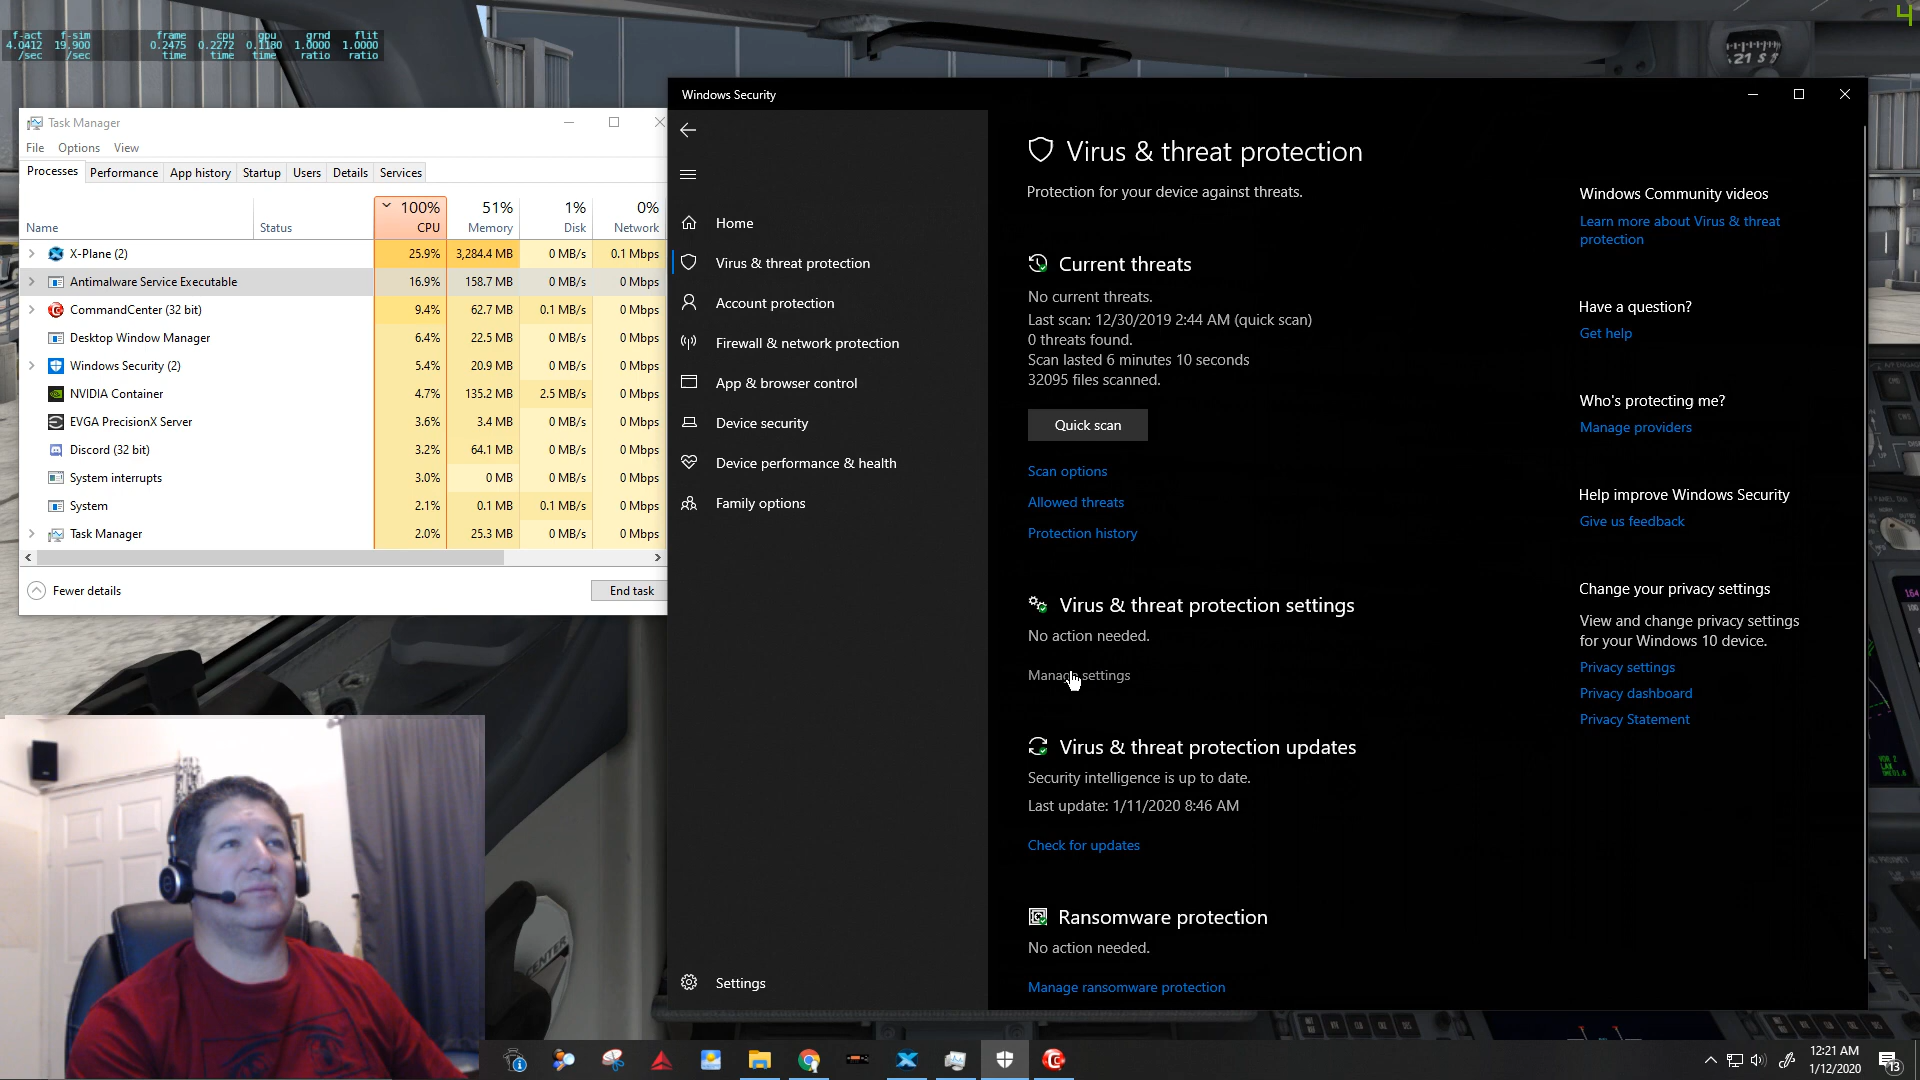 f-act f-sim frame cpu gpu grnd flit
4.0412 19.900 0.2475 0.2272 0.1180 1.0000 1.0000
/sec /sec time time time ratio ratio
4
Task Manager
File Options View
Processes Performance App history Startup Users Details Services
100% 51% 1% 0%
Name Status CPU Memory Disk Network
X-Plane (2) 25.9% 3,284.4 MB 0 MB/s 0.1 Mbps
Antimalware Service Executable 16.9% 158.7 MB 0 MB/s 0 Mbps
CommandCenter (32 bit) 9.4% 62.7 MB 0.1 MB/s 0 Mbps
Desktop Window Manager 6.4% 22.5 MB 0 MB/s 0 Mbps
Windows Security (2) 5.4% 20.9 MB 0 MB/s 0 Mbps
NVIDIA Container 4.7% 135.2 MB 2.5 MB/s 0 Mbps
EVGA PrecisionX Server 3.6% 3.4 MB 0 MB/s 0 Mbps
Discord (32 bit) 3.2% 64.1 MB 0 MB/s 0 Mbps
System interrupts 3.0% 0 MB 0 MB/s 0 Mbps
System 2.1% 0.1 MB 0.1 MB/s 0 Mbps
Task Manager 2.0% 25.3 MB 0 MB/s 0 Mbps
Fewer details
End task
Windows Security
Home
Virus & threat protection
Account protection
Firewall & network protection
App & browser control
Device security
Device performance & health
Family options
Settings
Virus & threat protection
Protection for your device against threats.
Current threats
No current threats.
Last scan: 12/30/2019 2:44 AM (quick scan)
0 threats found.
Scan lasted 6 minutes 10 seconds
32095 files scanned.
Quick scan
Scan options
Allowed threats
Protection history
Virus & threat protection settings
No action needed.
Manage settings
Virus & threat protection updates
Security intelligence is up to date.
Last update: 1/11/2020 8:46 AM
Check for updates
Ransomware protection
No action needed.
Manage ransomware protection
Windows Community videos
Learn more about Virus & threat
protection
Have a question?
Get help
Who's protecting me?
Manage providers
Help improve Windows Security
Give us feedback
Change your privacy settings
View and change privacy settings
for your Windows 10 device.
Privacy settings
Privacy dashboard
Privacy Statement
12:21 AM
1/12/2020
13